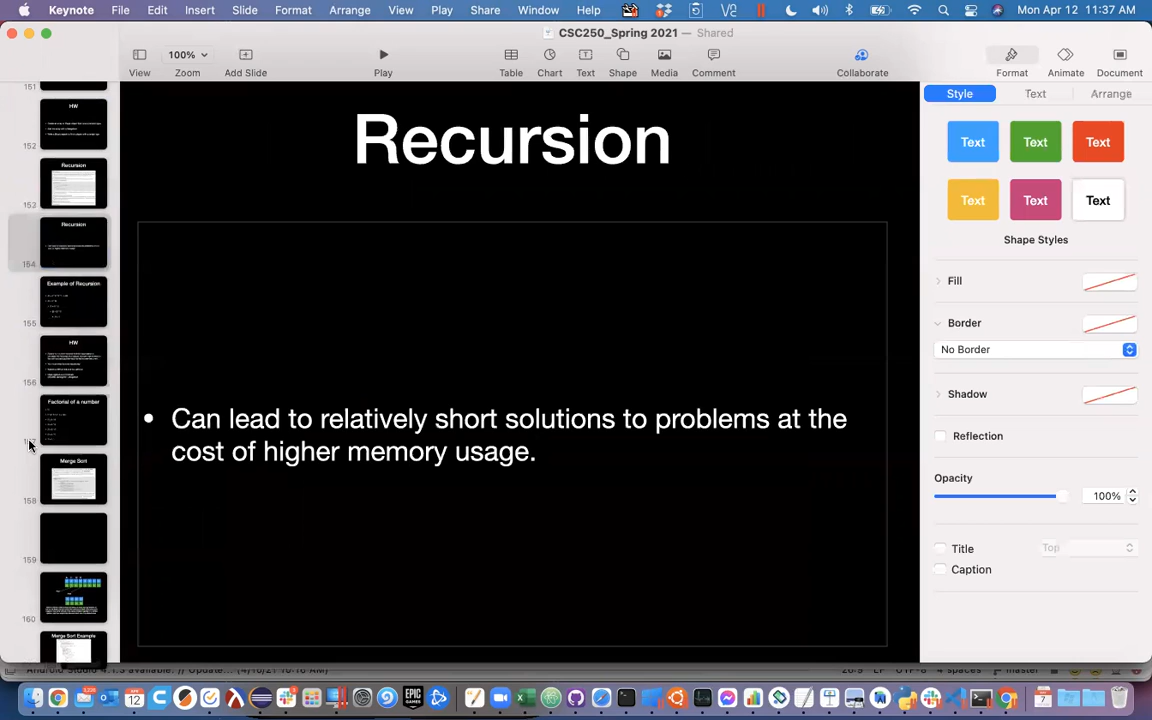 Keynote File Edit Insert Slide Format Arrange View Play Share Window Help Mon Apr 12 11:37 AM
CSC250_Spring 2021 — Shared
100%
View Zoom Add Slide Play Table Chart Text Shape Media Comment Collaborate Format Animate Document
Style Text Arrange
151
HW
152
Recursion
153
Recursion
154
Example of Recursion
155
HW
156
Factorial of a number
Merge Sort
158
159
160
Merge Sort Example
Recursion
• Can lead to relatively short solutions to problems at the
cost of higher memory usage.
Text Text Text
Text Text Text
Shape Styles
Fill
Border
No Border
Shadow
Reflection
Opacity
100%
Title Top
Caption